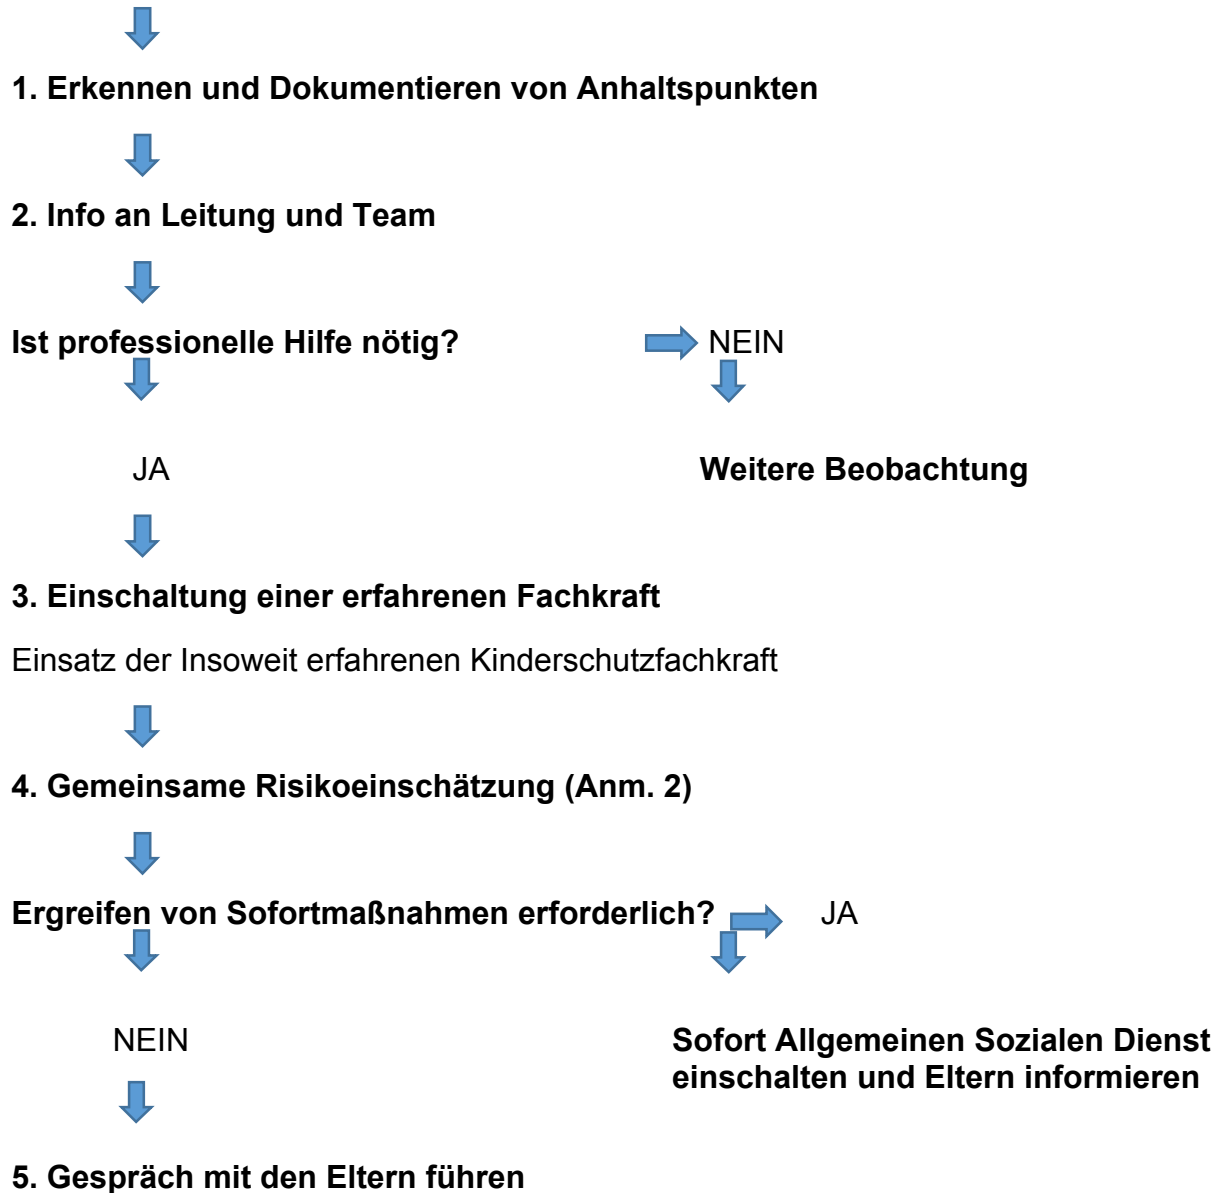 1. Erkennen und Dokumentieren von Anhaltspunkten
2. Info an Leitung und Team
Ist professionelle Hilfe nötig?
NEIN
JA
Weitere Beobachtung
3. Einschaltung einer erfahrenen Fachkraft
Einsatz der Insoweit erfahrenen Kinderschutzfachkraft
4. Gemeinsame Risikoeinschätzung (Anm. 2)
Ergreifen von Sofortmaßnahmen erforderlich?
JA
NEIN
Sofort Allgemeinen Sozialen Dienst
einschalten und Eltern informieren
5. Gespräch mit den Eltern führen